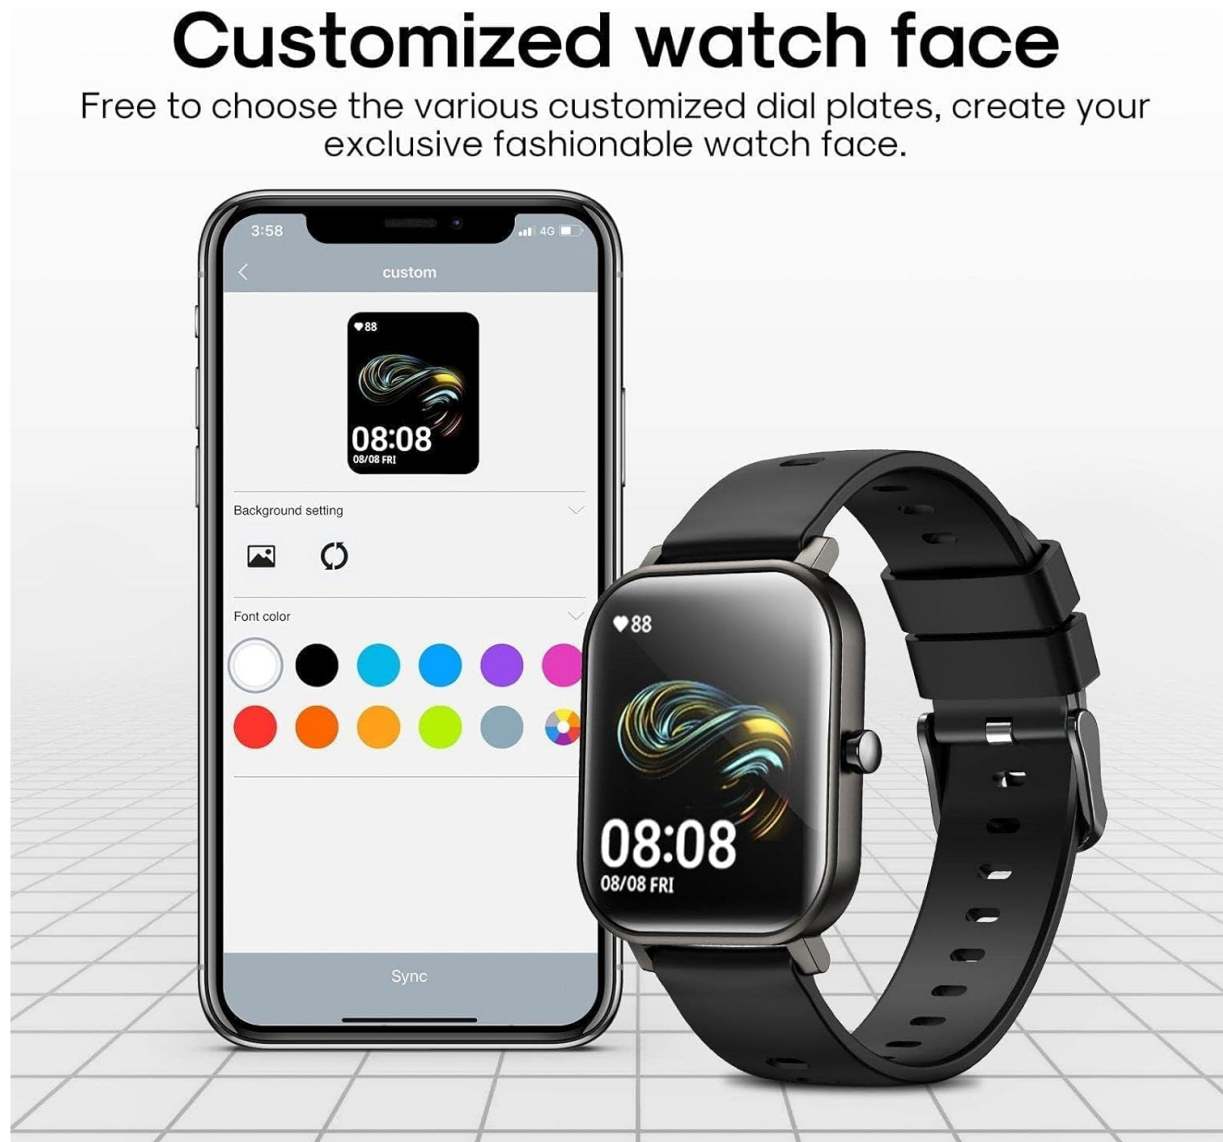 Customized watch face
Free to choose the various customized dial plates, create your
exclusive fashionable watch face.
3:58
4G
custom
88
08:08
08/08 FRI
Background setting
Font color
Sync
88
08:08
08/08 FRI